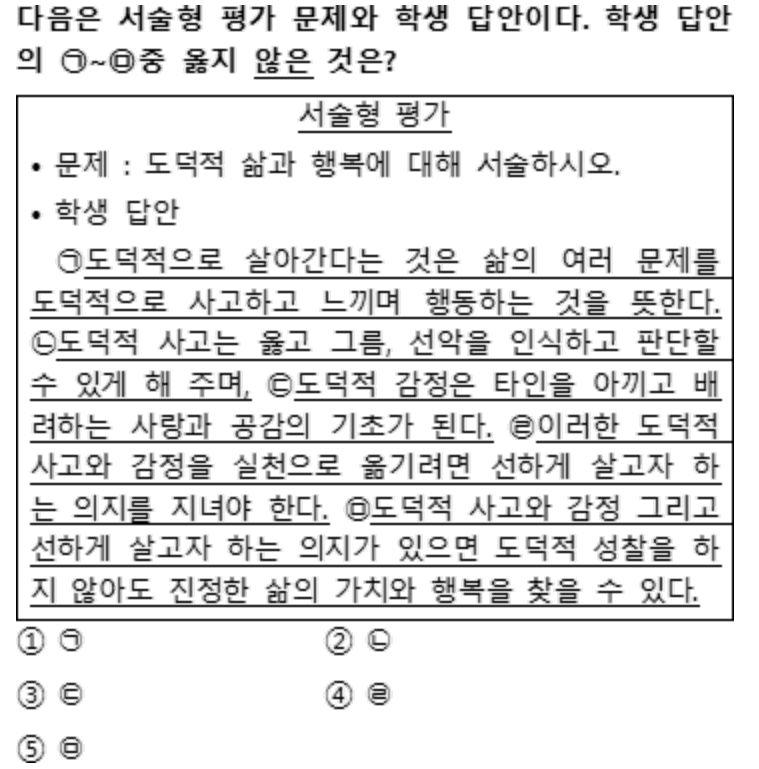 다음은 서술형 평가 문제와 학생 답안이다. 학생 답안
의 ㉠~㉤중 옳지 않은 것은?
서술형 평가
• 문제 : 도덕적 삶과 행복에 대해 서술하시오.
• 학생 답안
㉠도덕적으로 살아간다는 것은 삶의 여러 문제를
도덕적으로 사고하고 느끼며 행동하는 것을 뜻한다.
㉡도덕적 사고는 옳고 그름, 선악을 인식하고 판단할
수 있게 해 주며, ㉢도덕적 감정은 타인을 아끼고 배
려하는 사랑과 공감의 기초가 된다. ㉣이러한 도덕적
사고와 감정을 실천으로 옮기려면 선하게 살고자 하
는 의지를 지녀야 한다. ㉤도덕적 사고와 감정 그리고
선하게 살고자 하는 의지가 있으면 도덕적 성찰을 하
지 않아도 진정한 삶의 가치와 행복을 찾을 수 있다.
① ㉠ ② ㉡
③ ㉢ ④ ㉣
⑤ ㉤